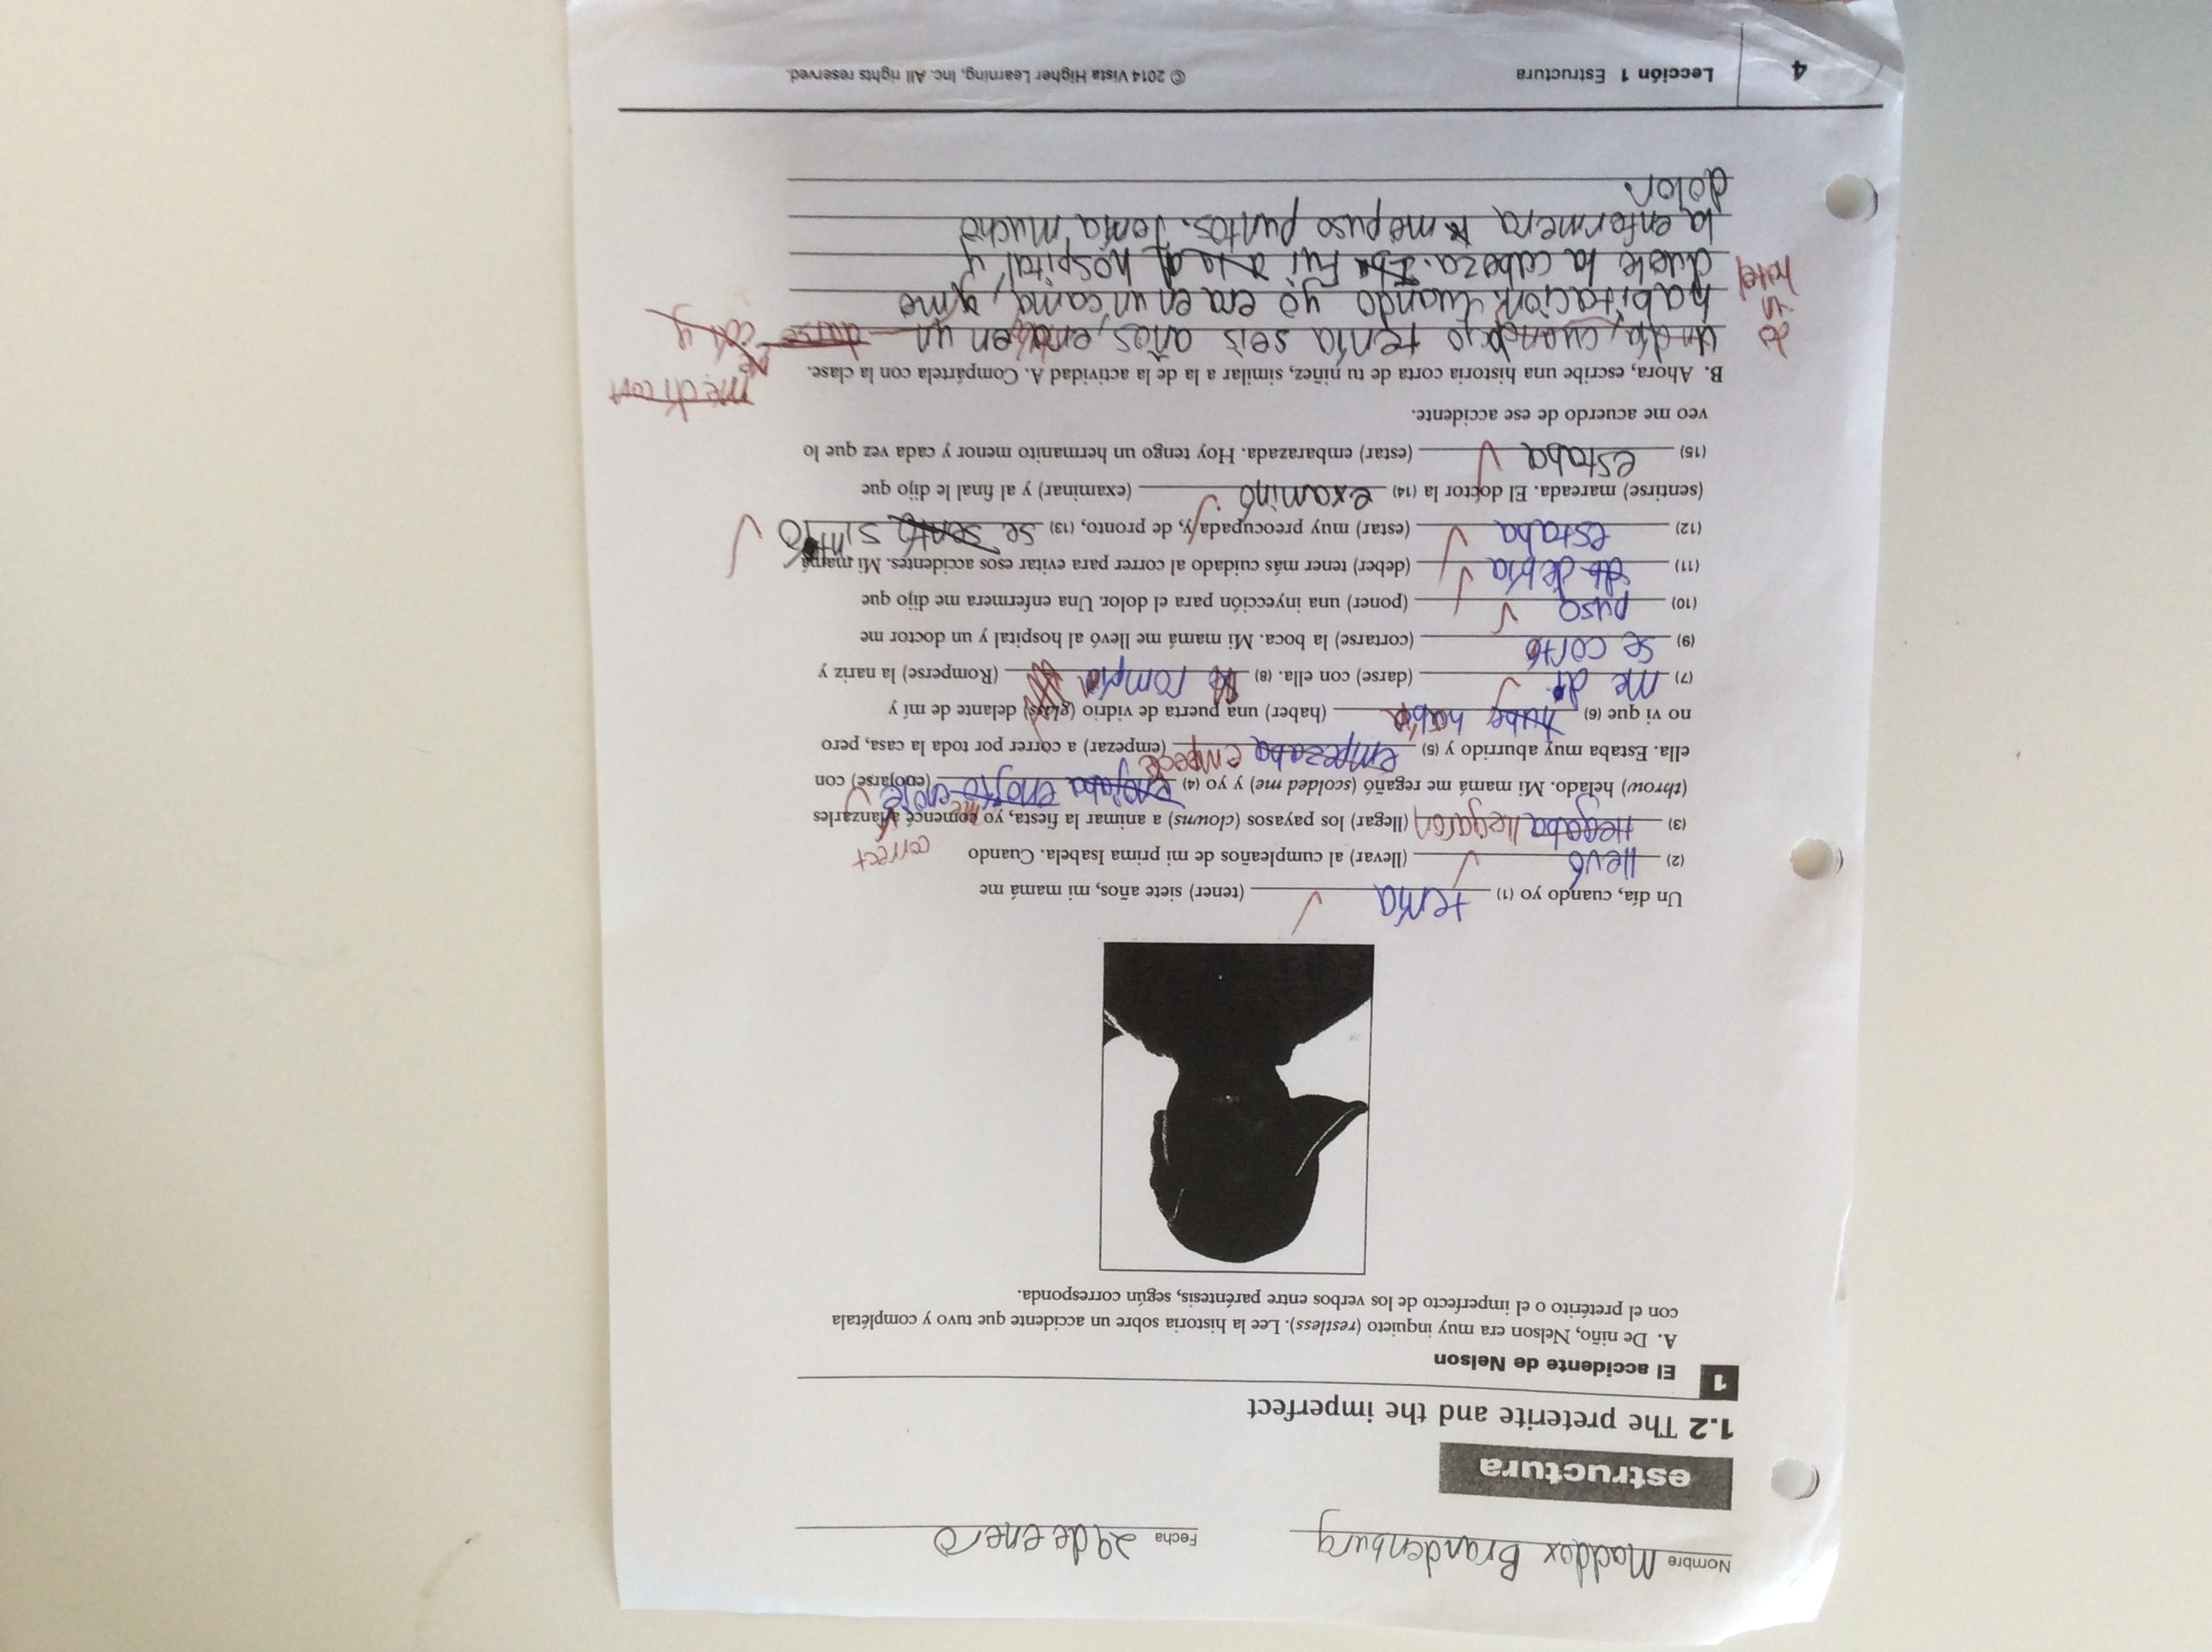 Nombre Maddox Brandenburg Fecha 29 de enero
estructura
1.2 The preterite and the imperfect
1 El accidente de Nelson
A. De niño, Nelson era muy inquieto (restless). Lee la historia sobre un accidente que tuvo y complétala
con el pretérito o el imperfecto de los verbos entre paréntesis, según corresponda.
Un día, cuando yo (1) tenía (tener) siete años, mi mamá me
(2) llevó (llevar) al cumpleaños de mi prima Isabela. Cuando
correct
(3) llegaba llegaron (llegar) los payasos (clowns) a animar la fiesta, yo comencé a lanzarles
(throw) helado. Mi mamá me regañó (scolded me) y yo (4) enojaba enojó me enojé (enojarse) con
ella. Estaba muy aburrido y (5) empezaba empecé (empezar) a correr por toda la casa, pero
no vi que (6) hube había (haber) una puerta de vidrio (glass) delante de mí y
(7) me di (darse) con ella. (8) rompió (Romperse) la nariz y
(9) se cortó (cortarse) la boca. Mi mamá me llevó al hospital y un doctor me
(10) puso (poner) una inyección para el dolor. Una enfermera me dijo que
(11) debía (deber) tener más cuidado al correr para evitar esos accidentes. Mi mamá
(12) estaba (estar) muy preocupada y, de pronto, (13) se sintió
(sentirse) mareada. El doctor la (14) examinó (examinar) y al final le dijo que
(15) estaba (estar) embarazada. Hoy tengo un hermanito menor y cada vez que lo
veo me acuerdo de ese accidente.
B. Ahora, escribe una historia corta de tu niñez, similar a la de la actividad A. Compártela con la clase.
un día, cuando yo tenía seis años, era en un darse
habitación cuando yo era en un cama, y me
duele la cabeza. Fui al hospital y
la enfermera me puso puntos. Tenía mucho
dolor.
de un hotel
4 Lección 1 Estructura © 2014 Vista Higher Learning, Inc. All rights reserved.